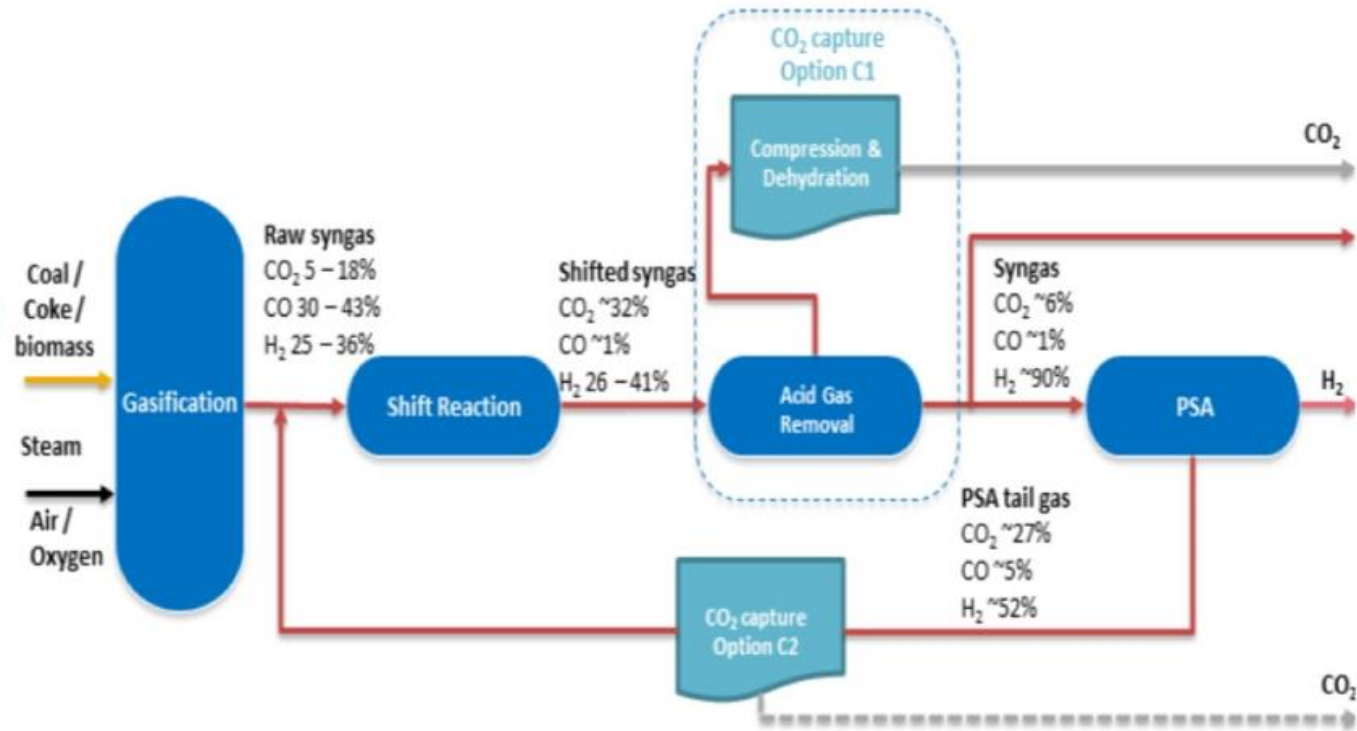 CO₂ capture
Option C1
Compression &
Dehydration
CO₂
Raw syngas
CO₂ 5 – 18%
CO 30 – 43%
H₂ 25 – 36%
Shifted syngas
CO₂ ~32%
CO ~1%
H₂ 26 – 41%
Syngas
CO₂ ~6%
CO ~1%
H₂ ~90%
Coal /
Coke /
biomass
Steam
Air /
Oxygen
Gasification
Shift Reaction
Acid Gas
Removal
PSA
H₂
PSA tail gas
CO₂ ~27%
CO ~5%
H₂ ~52%
CO₂ capture
Option C2
CO₂